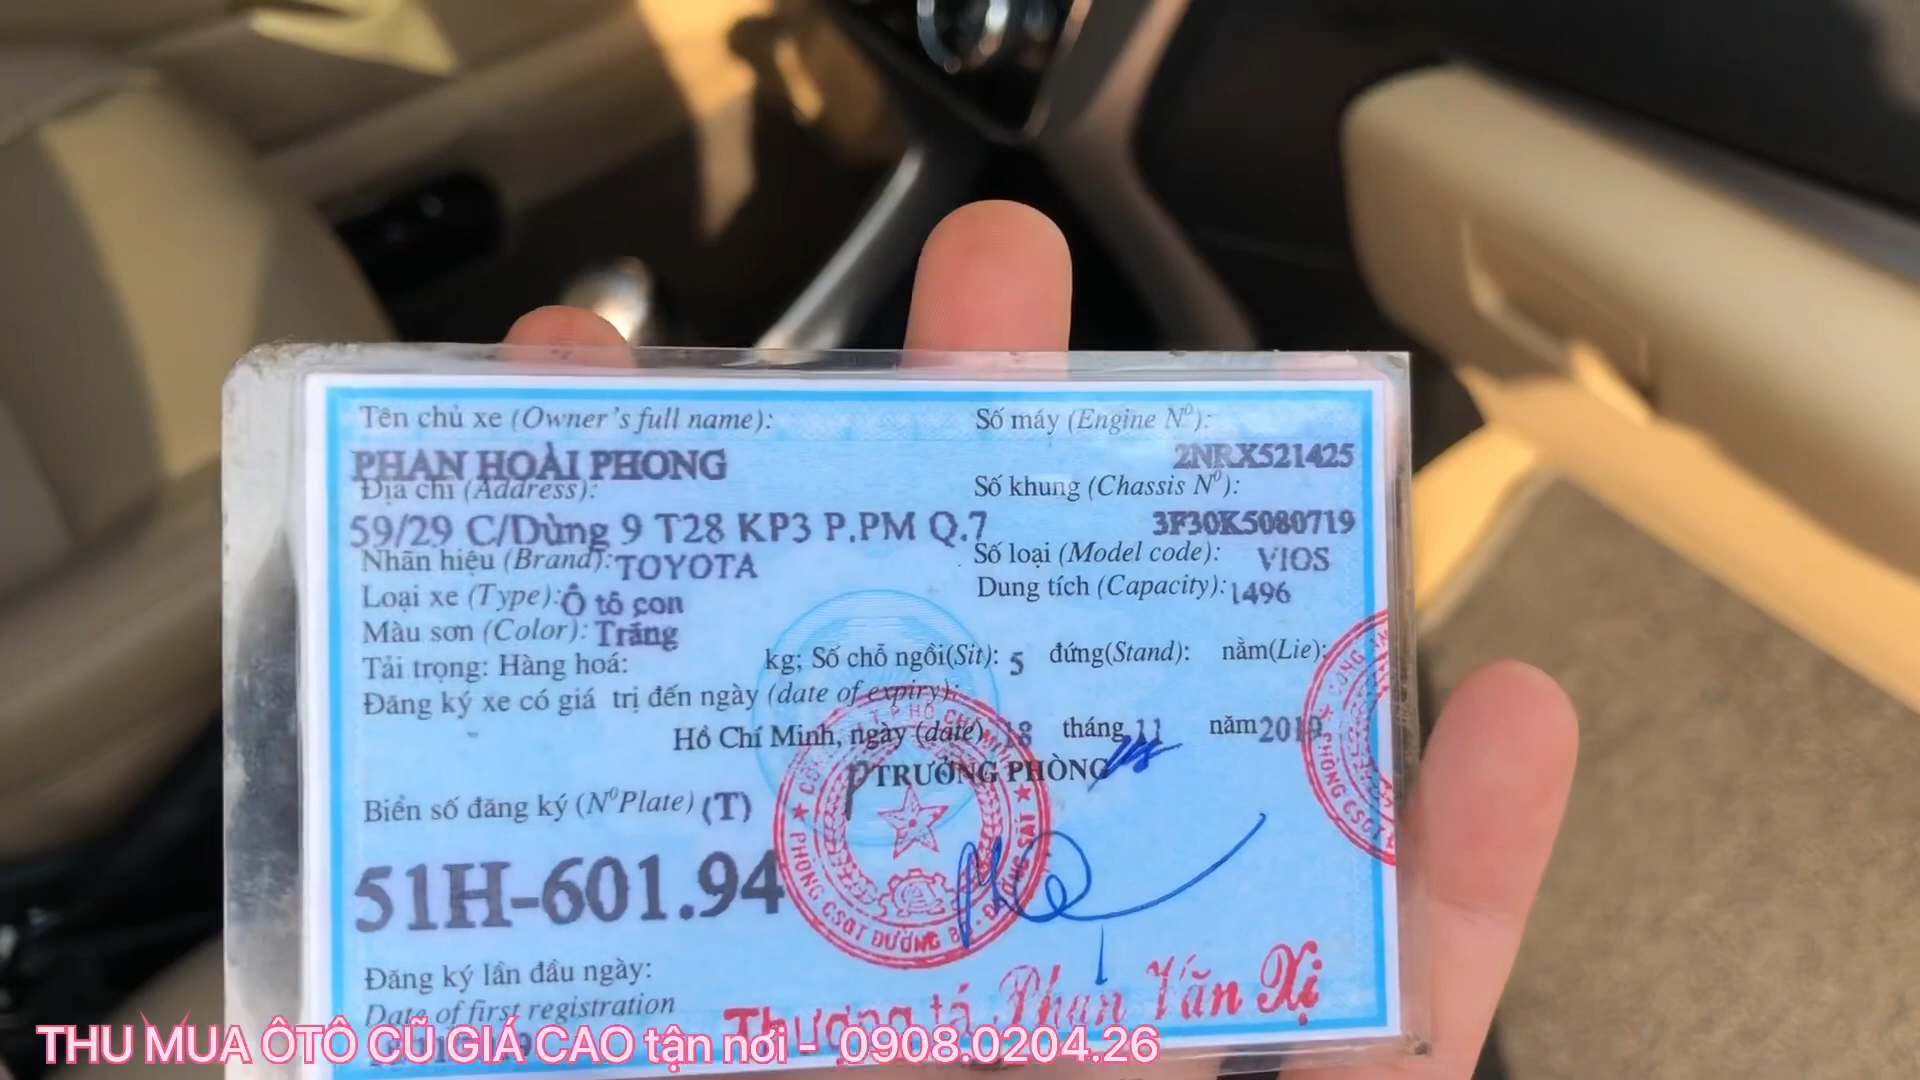 Tên chủ xe (Owner's full name):
PHAN HOÀI PHONG
Địa chỉ (Address):
59/29 C/Dừng 9 T28 KP3 P.PM Q.7
Nhãn hiệu (Brand): TOYOTA
Loại xe (Type): Ô tô con
Màu sơn (Color): Trắng
Số máy (Engine Nº):
2NRX521425
Số khung (Chassis Nº):
3F30K5080719
Số loại (Model code): VIOS
Dung tích (Capacity): 1496
Tải trọng: Hàng hoá: kg; Số chỗ ngồi(Sit): 5 đứng(Stand): nằm(Lie):
Đăng ký xe có giá trị đến ngày (date of expiry):
Hồ Chí Minh, ngày (date) 18 tháng 11 năm 2019
P TRƯỞNG PHÒNG
Biển số đăng ký (NºPlate) (T)
51H-601.94
PHÒNG CSGT ĐƯỜNG
Đăng ký lần đầu ngày:
Date of first registration
Thượng tá Phan Văn Xị
THU MUA ÔTÔ CŨ GIÁ CAO tận nơi - 0908.0204.26